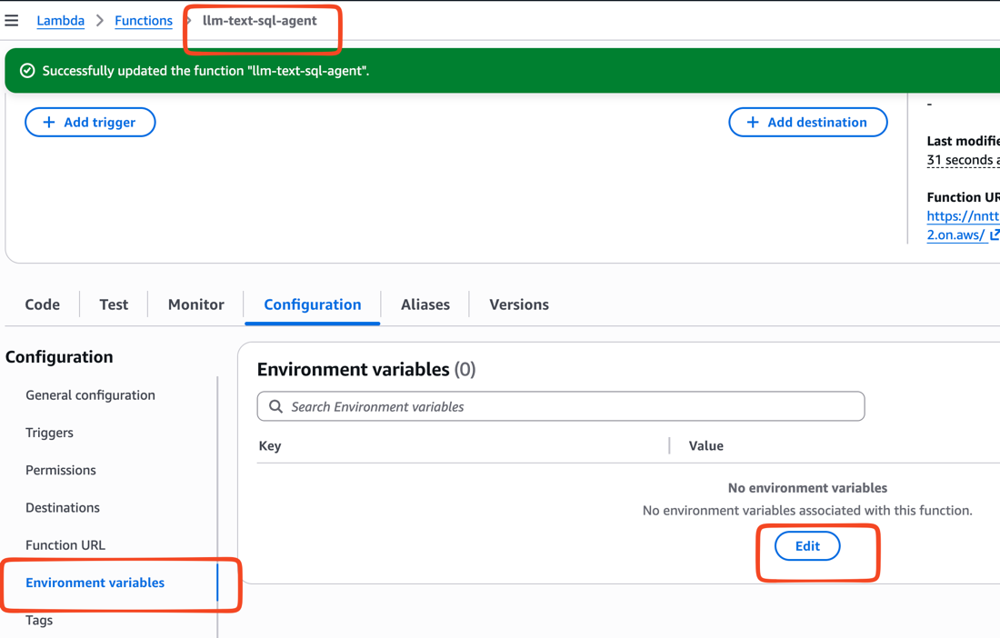 Lambda > Functions > llm-text-sql-agent
Successfully updated the function "llm-text-sql-agent".
+ Add trigger
+ Add destination
-
Last modifie
31 seconds a
Function UR
https://nntt
2.on.aws/
Code Test Monitor Configuration Aliases Versions
Configuration
General configuration
Triggers
Permissions
Destinations
Function URL
Environment variables
Tags
Environment variables (0)
Search Environment variables
Key Value
No environment variables
No environment variables associated with this function.
Edit